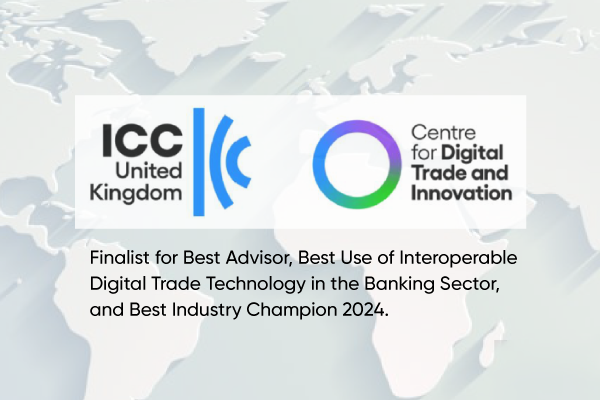 ICC
United
Kingdom
Centre
for Digital
Trade and
Innovation
Finalist for Best Advisor, Best Use of Interoperable
Digital Trade Technology in the Banking Sector,
and Best Industry Champion 2024.